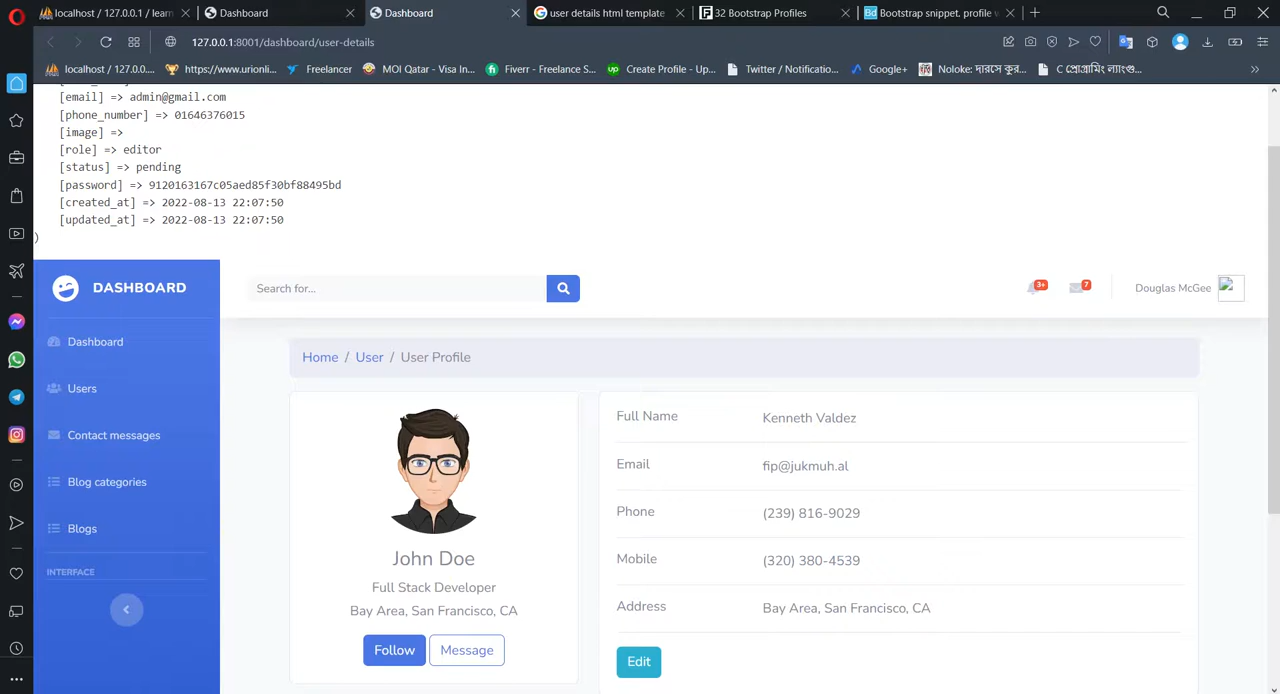 localhost / 127.0.0.1 / learn
Dashboard
Dashboard
user details html template
32 Bootstrap Profiles
Bd Bootstrap snippet. profile w
127.0.0.1:8001/dashboard/user-details
localhost / 127.0.0....
https://www.urionli...
Freelancer
MOI Qatar - Visa In...
Fiverr - Freelance S...
Create Profile - Up...
Twitter / Notificatio...
Google+
Noloke: দারসে কুর...
C প্রোগ্রামিং ল্যাংগু...
[email] => admin@gmail.com
[phone_number] => 01646376015
[image] =>
[role] => editor
[status] => pending
[password] => 9120163167c05aed85f30bf88495bd
[created_at] => 2022-08-13 22:07:50
[updated_at] => 2022-08-13 22:07:50
)
DASHBOARD
Search for...
3+
7
Douglas McGee
Dashboard
Users
Contact messages
Blog categories
Blogs
INTERFACE
Home / User / User Profile
John Doe
Full Stack Developer
Bay Area, San Francisco, CA
Follow
Message
Full Name Kenneth Valdez
Email fip@jukmuh.al
Phone (239) 816-9029
Mobile (320) 380-4539
Address Bay Area, San Francisco, CA
Edit